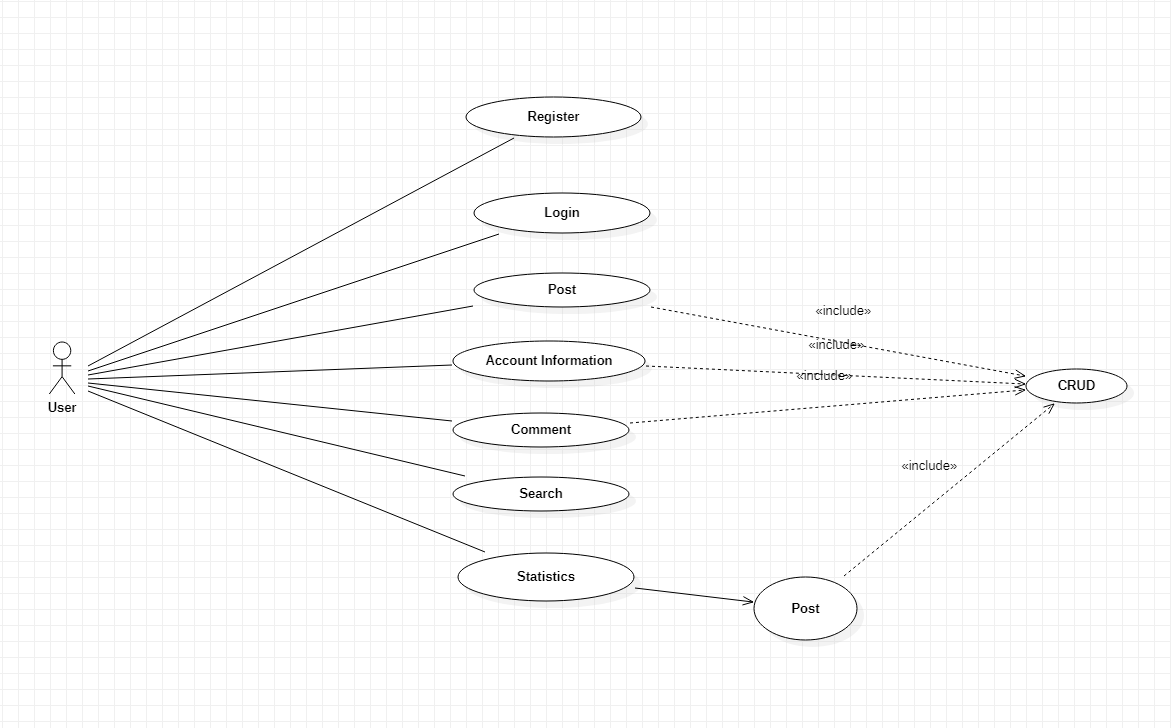 Register
Login
Post
«include»
«include»
Account Information
«include»
CRUD
User
Comment
«include»
Search
Statistics
Post